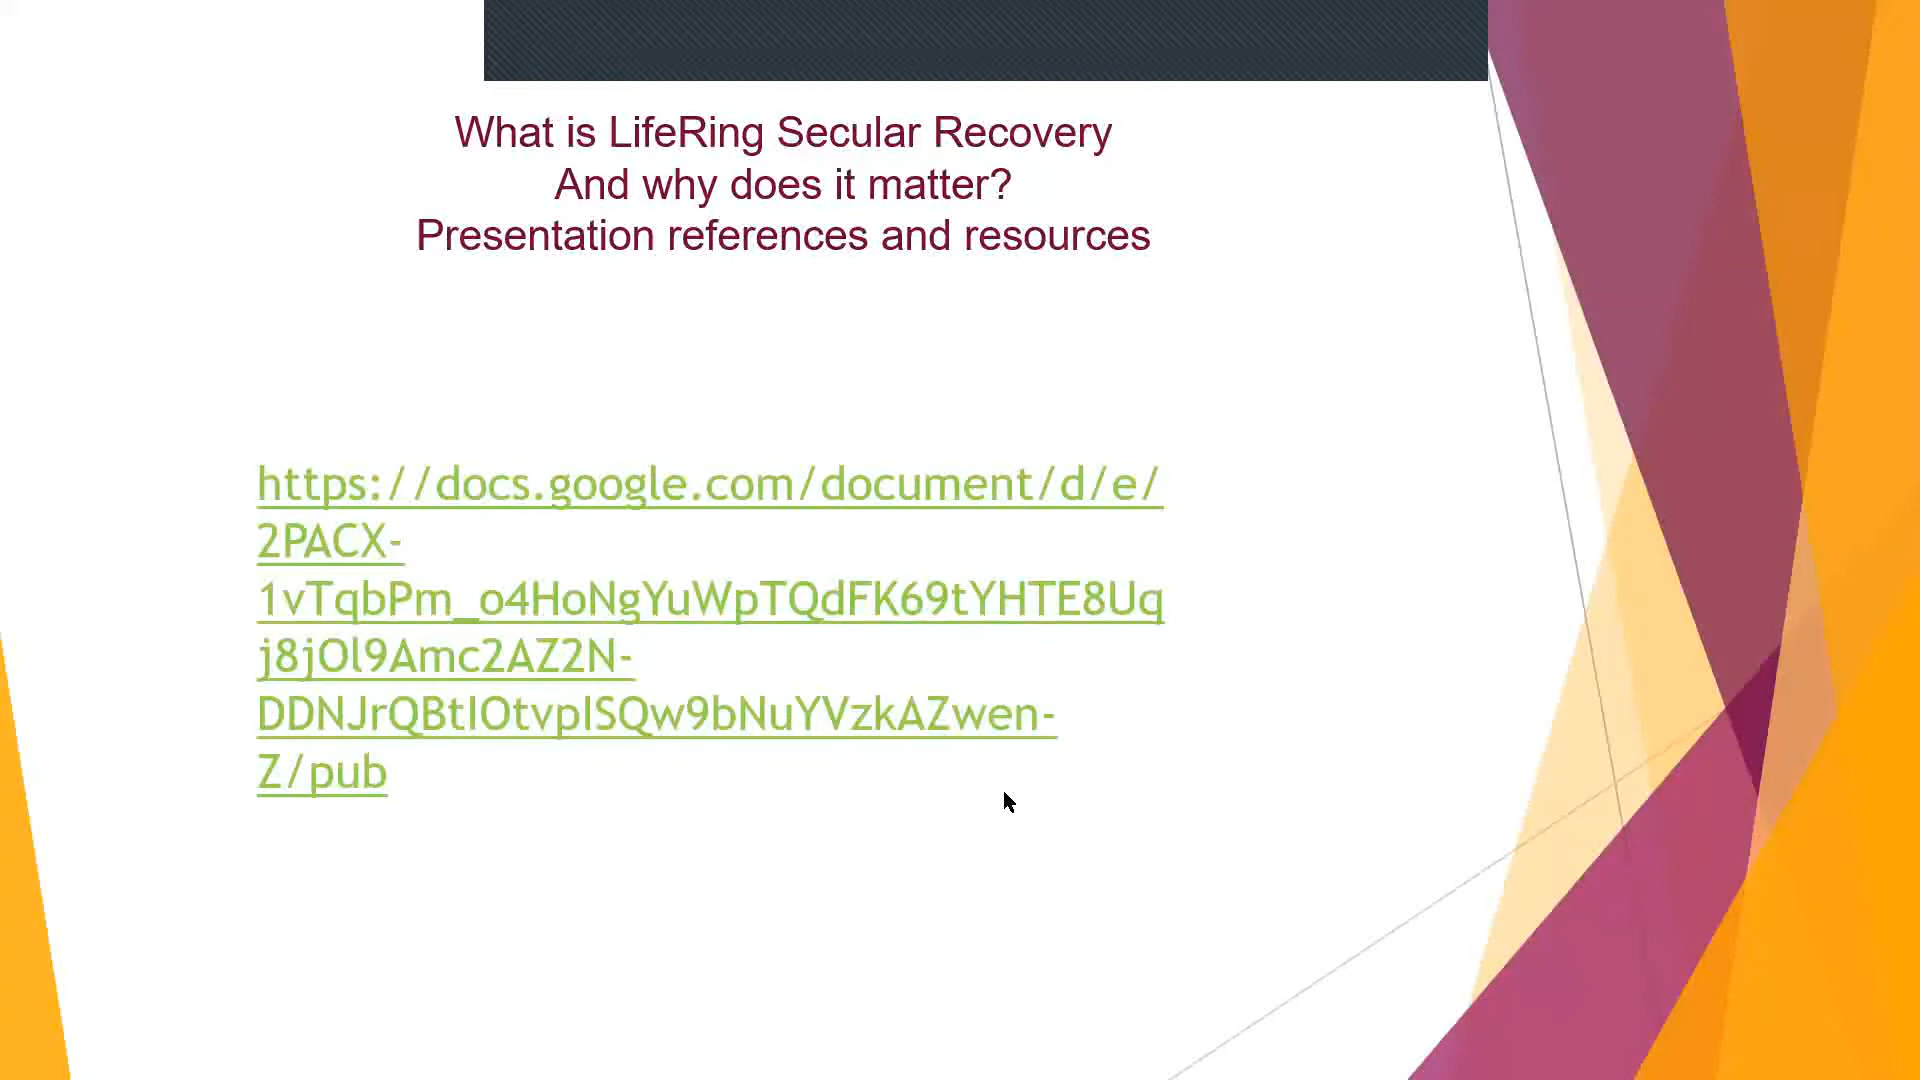 What is LifeRing Secular Recovery
And why does it matter?
Presentation references and resources
https://docs.google.com/document/d/e/
2PACX-
1vTqbPm_o4HoNgYuWpTQdFK69tYHTE8Uq
j8jOl9Amc2AZ2N-
DDNJrQBtIOtvpISQw9bNuYVzkAZwen-
Z/pub